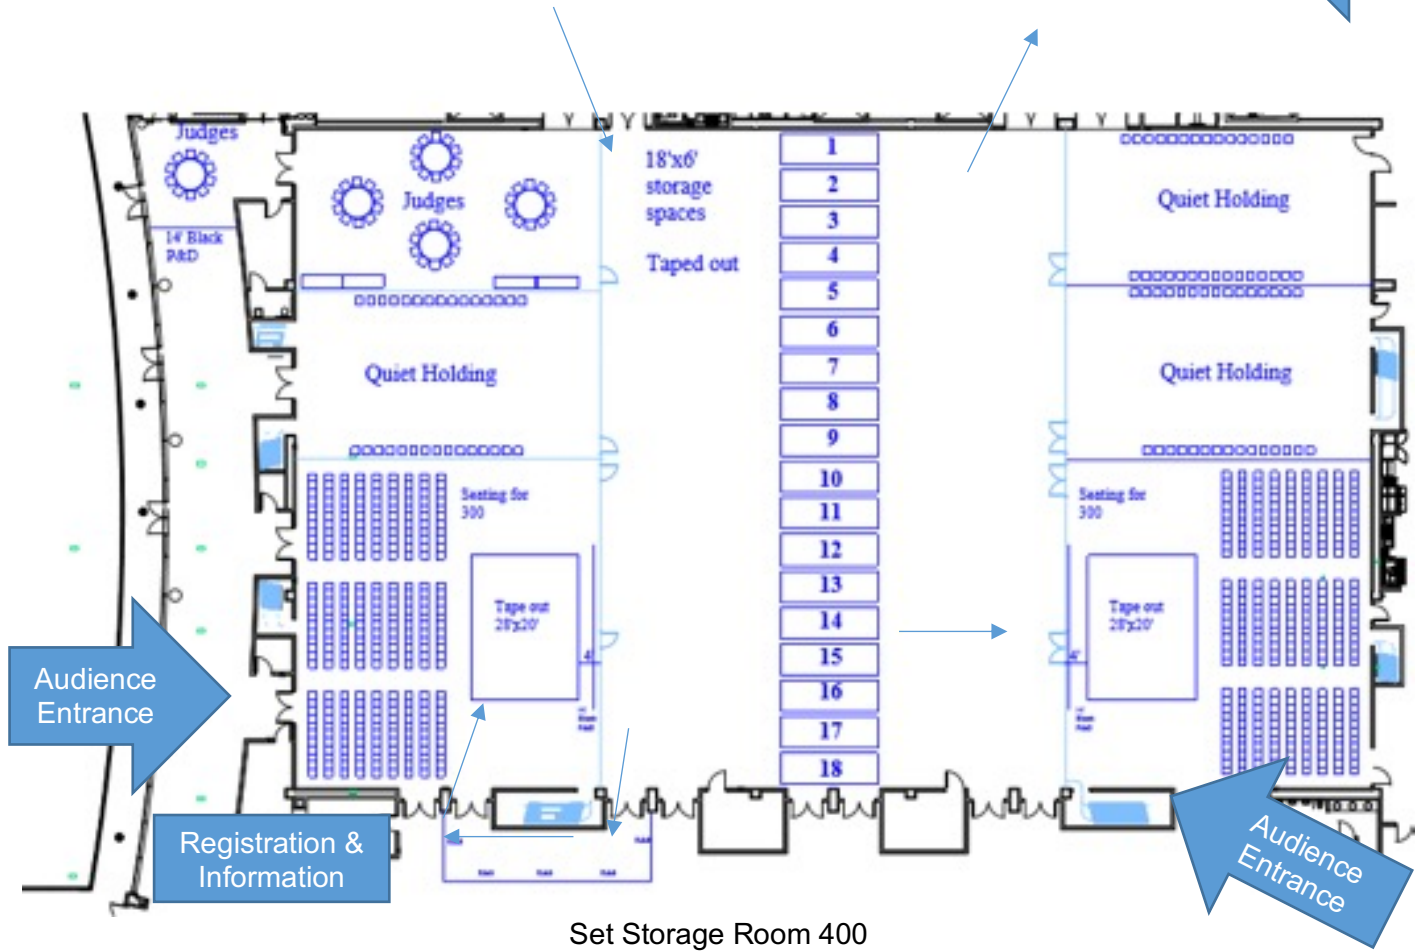 Judges
14' Black
P&D
Judges
18'x6'
storage
spaces
Taped out
1
2
3
4
5
6
7
8
9
10
11
12
13
14
15
16
17
18
Quiet Holding
Quiet Holding
Quiet Holding
Seating for
300
Seating for
300
Tape out
28'x20'
Tape out
28'x20'
4'
4'
Audience
Entrance
Registration &
Information
Audience
Entrance
Set Storage Room 400